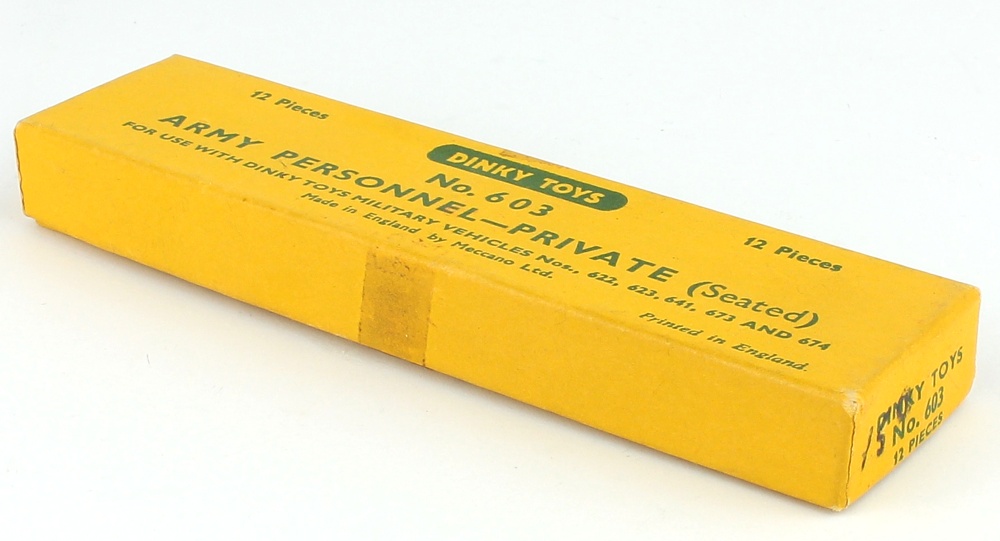 12 Pieces
12 Pieces
DINKY TOYS
No. 603
ARMY PERSONNEL—PRIVATE (Seated)
FOR USE WITH DINKY TOYS MILITARY VEHICLES Nos., 622, 623, 641, 673 AND 674
Made in England by Meccano Ltd.
Printed in England.
DINKY TOYS
No. 603
12 PIECES